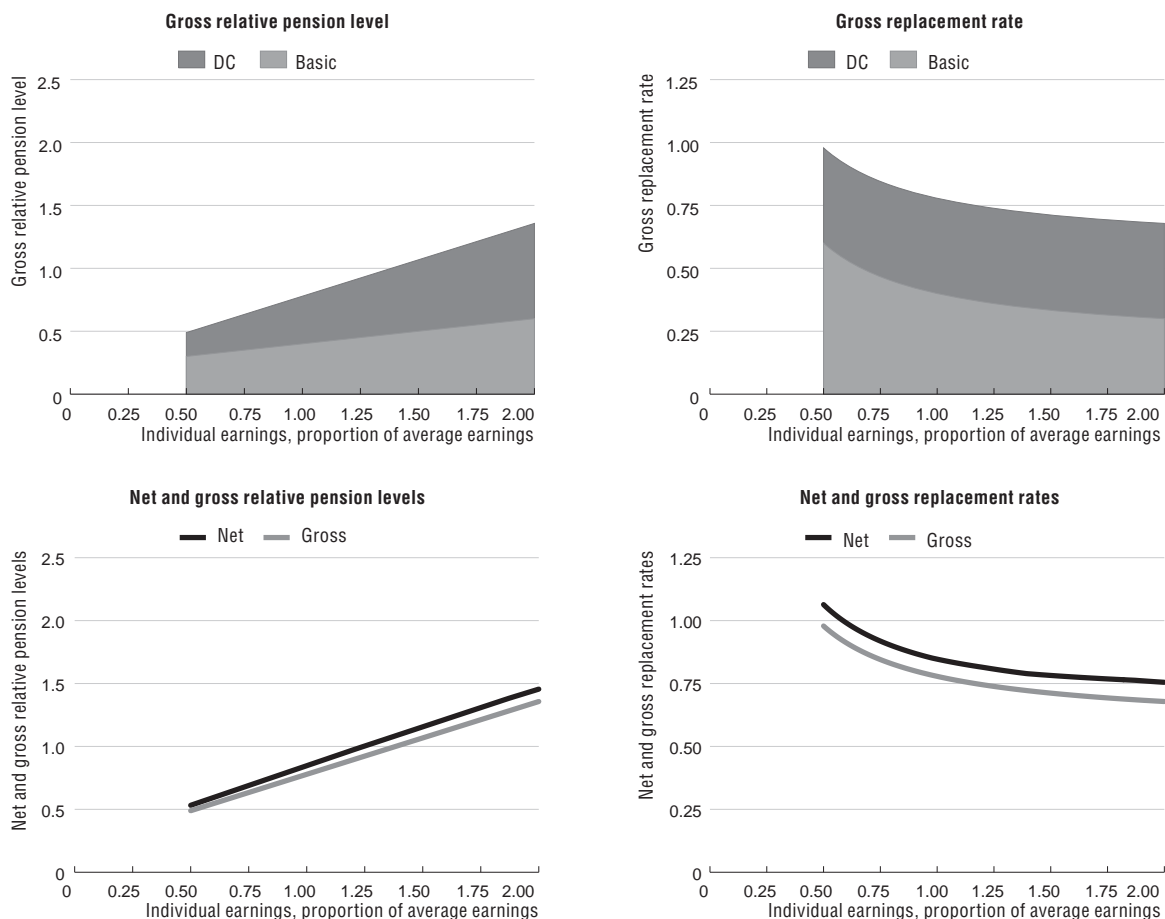 Gross relative pension level
DC Basic
Gross relative pension level
2.5
2.0
1.5
1.0
0.5
0
0 0.25 0.50 0.75 1.00 1.25 1.50 1.75 2.00
Individual earnings, proportion of average earnings
Gross replacement rate
DC Basic
Gross replacement rate
1.25
1.00
0.75
0.50
0.25
0
0 0.25 0.50 0.75 1.00 1.25 1.50 1.75 2.00
Individual earnings, proportion of average earnings
Net and gross relative pension levels
Net Gross
Net and gross relative pension levels
2.5
2.0
1.5
1.0
0.5
0
0 0.25 0.50 0.75 1.00 1.25 1.50 1.75 2.00
Individual earnings, proportion of average earnings
Net and gross replacement rates
Net Gross
Net and gross replacement rates
1.25
1.00
0.75
0.50
0.25
0
0 0.25 0.50 0.75 1.00 1.25 1.50 1.75 2.00
Individual earnings, proportion of average earnings